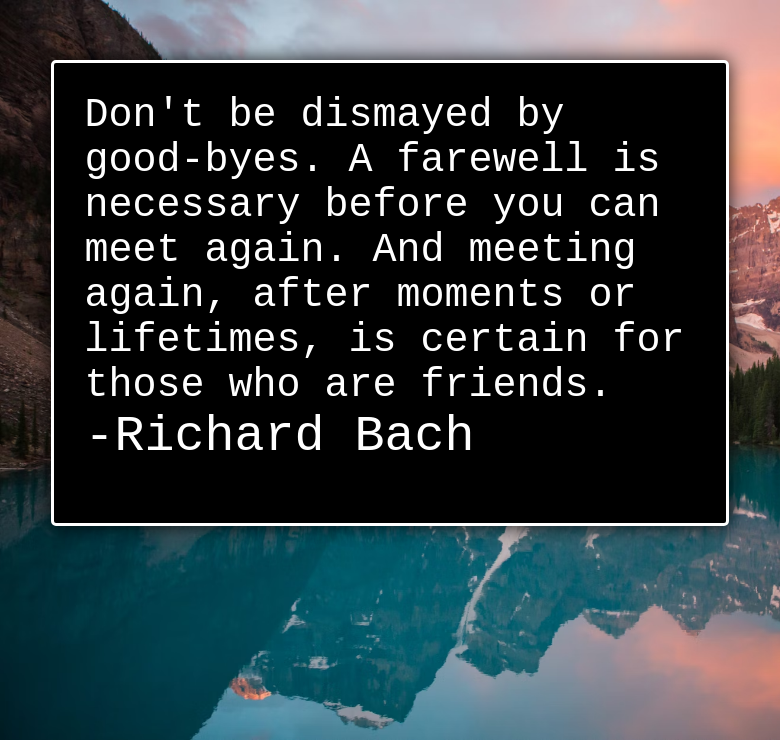 Don't be dismayed by
good-byes. A farewell is
necessary before you can
meet again. And meeting
again, after moments or
lifetimes, is certain for
those who are friends.
-Richard Bach